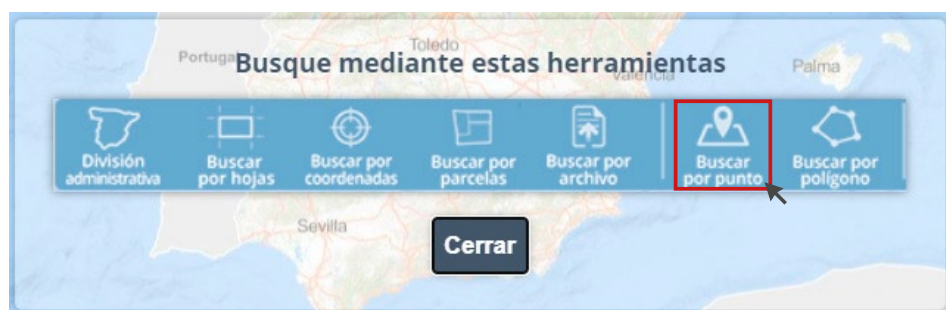 Toledo
Portugal
Busque mediante estas herramientas
Valencia
Palma
División administrativa
Buscar por hojas
Buscar por coordenadas
Buscar por parcelas
Buscar por archivo
Buscar por punto
Buscar por polígono
Sevilla
Cerrar